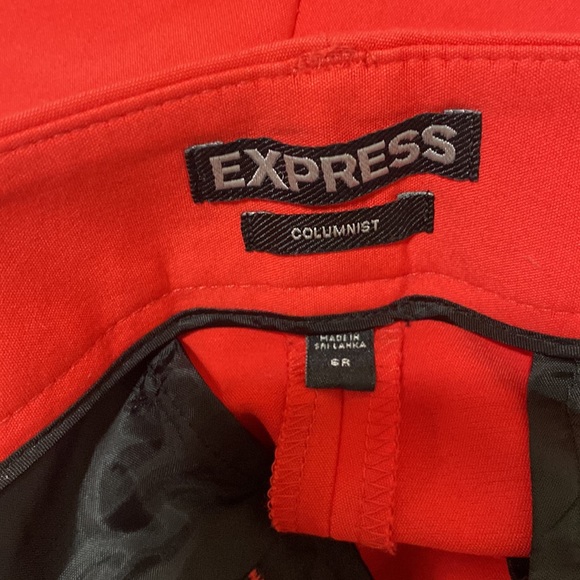 EXPRESS
COLUMNIST
MADE IN
SRI LANKA
6R